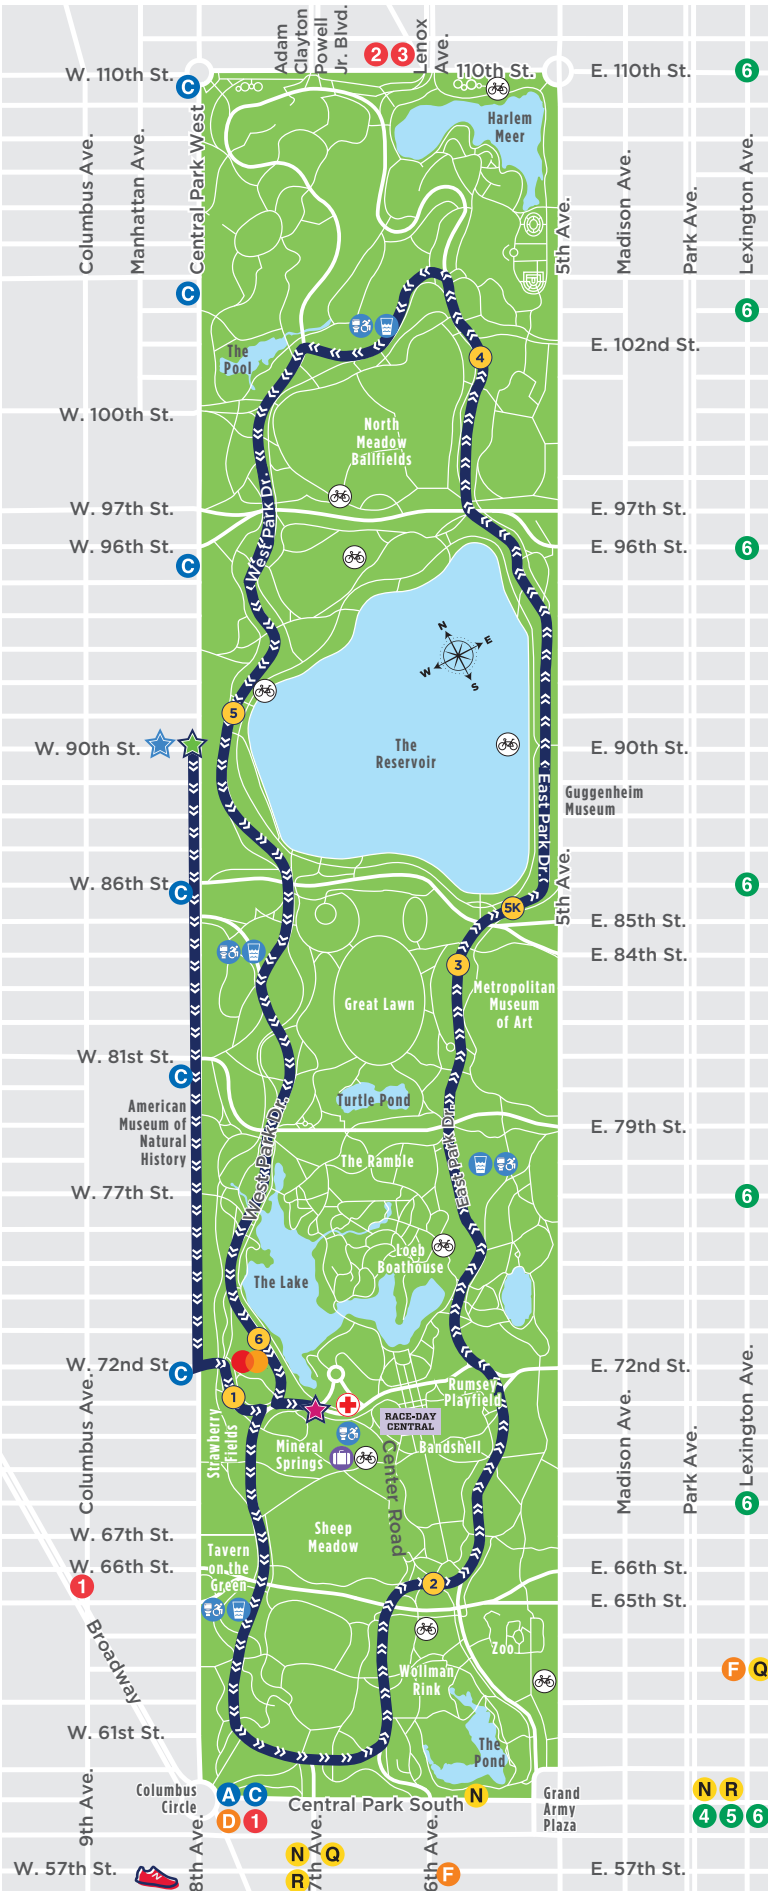 Adam
Clayton
Powell
Jr. Blvd.
2
3
Lenox
Ave.
W. 110th St.
C
110th St.
E. 110th St.
6
Harlem
Meer
Columbus Ave.
Manhattan Ave.
Central Park West
5th Ave.
Madison Ave.
Park Ave.
Lexington Ave.
C
6
The
Pool
4
E. 102nd St.
W. 100th St.
North
Meadow
Ballfields
West Park Dr.
W. 97th St.
E. 97th St.
W. 96th St.
C
E. 96th St.
6
N
E
W
S
5
W. 90th St.
The
Reservoir
E. 90th St.
East Park Dr.
Guggenheim
Museum
W. 86th St.
C
5K
5th Ave.
6
E. 85th St.
3
E. 84th St.
Metropolitan
Museum
of Art
Great Lawn
W. 81st St.
C
American
Museum of
Natural
History
Turtle Pond
West Park Dr.
East Park Dr.
E. 79th St.
The Ramble
W. 77th St.
6
Loeb
Boathouse
The Lake
6
W. 72nd St.
C
E. 72nd St.
1
Rumsey
Playfield
RACE-DAY
CENTRAL
Columbus Ave.
Strawberry
Fields
Mineral
Springs
Center Road
Bandshell
Madison Ave.
Park Ave.
Lexington Ave.
6
W. 67th St.
Sheep
Meadow
Tavern
on the
Green
W. 66th St.
1
2
E. 66th St.
E. 65th St.
Broadway
Zoo
Wollman
Rink
F
Q
W. 61st St.
The
Pond
Columbus
Circle
A
C
D
1
Central Park South
N
Grand
Army
Plaza
N
R
4
5
6
9th Ave.
8th Ave.
7th Ave.
6th Ave.
N
Q
R
F
W. 57th St.
E. 57th St.